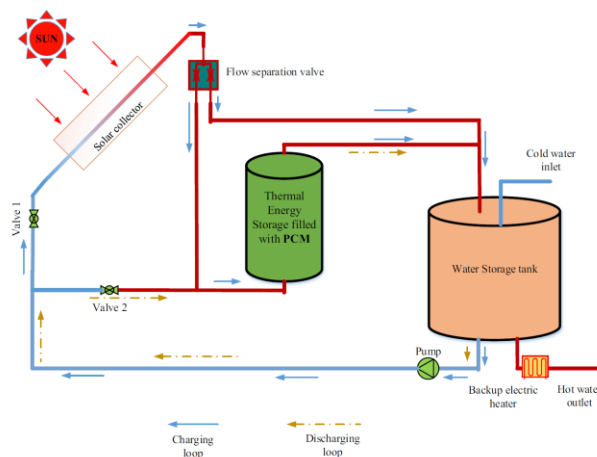 SUN
Flow separation valve
Solar collector
Cold water
inlet
Thermal
Energy
Storage filled
with PCM
Valve 1
Water Storage tank
Valve 2
Pump
Backup electric
heater
Hot water
outlet
Charging
loop
Discharging
loop